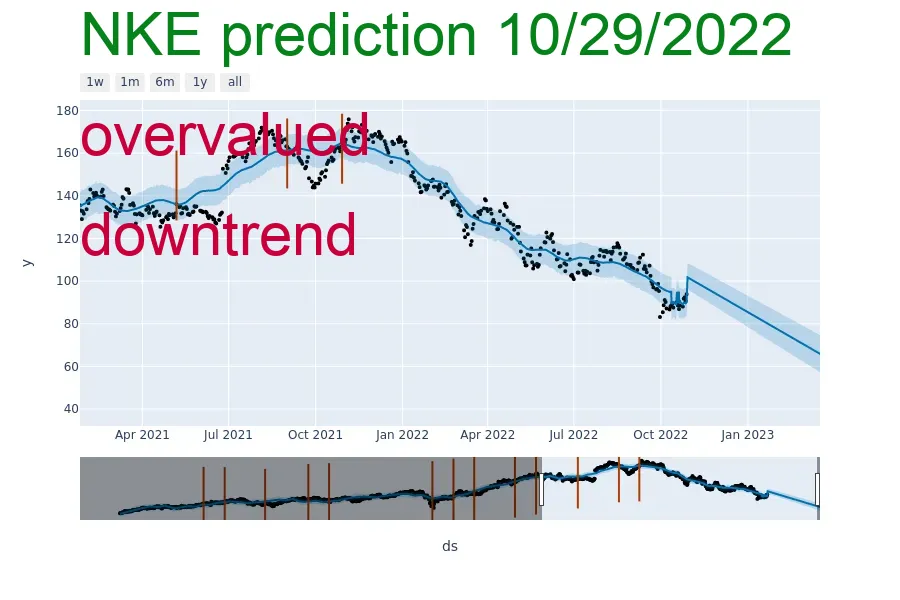 NKE prediction 10/29/2022
1w 1m 6m 1y all
180
overvalued
160
140
downtrend
120
100
80
60
40
y
Apr 2021 Jul 2021 Oct 2021 Jan 2022 Apr 2022 Jul 2022 Oct 2022 Jan 2023
ds